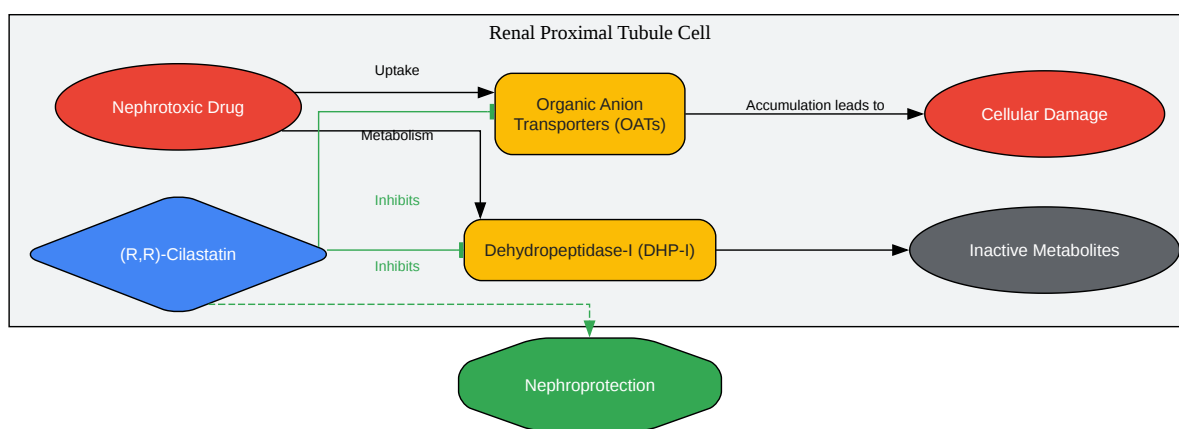 Renal Proximal Tubule Cell
Uptake
Nephrotoxic Drug
Organic Anion
Transporters (OATs)
Accumulation leads to
Cellular Damage
Metabolism
Inhibits
(R,R)-Cilastatin
Dehydropeptidase-I (DHP-I)
Inactive Metabolites
Inhibits
Nephroprotection